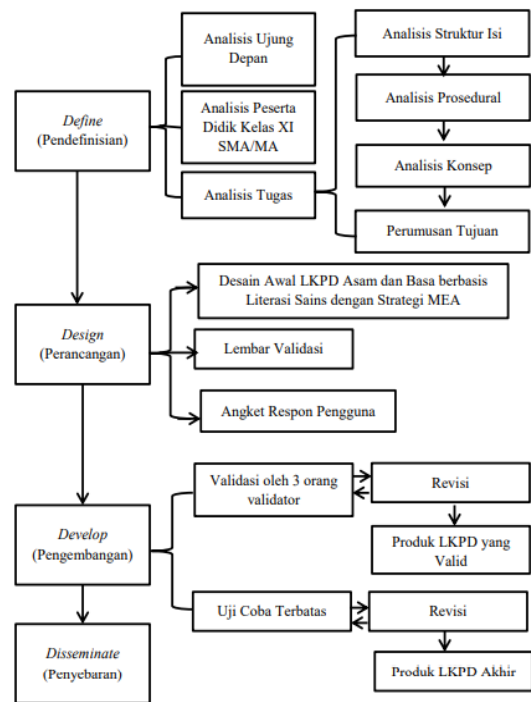 Define
(Pendefinisian)
Analisis Ujung
Depan
Analisis Peserta
Didik Kelas XI
SMA/MA
Analisis Tugas
Analisis Struktur Isi
Analisis Prosedural
Analisis Konsep
Perumusan Tujuan
Design
(Perancangan)
Desain Awal LKPD Asam dan Basa berbasis
Literasi Sains dengan Strategi MEA
Lembar Validasi
Angket Respon Pengguna
Develop
(Pengembangan)
Validasi oleh 3 orang
validator
Revisi
Produk LKPD yang
Valid
Uji Coba Terbatas
Revisi
Produk LKPD Akhir
Disseminate
(Penyebaran)